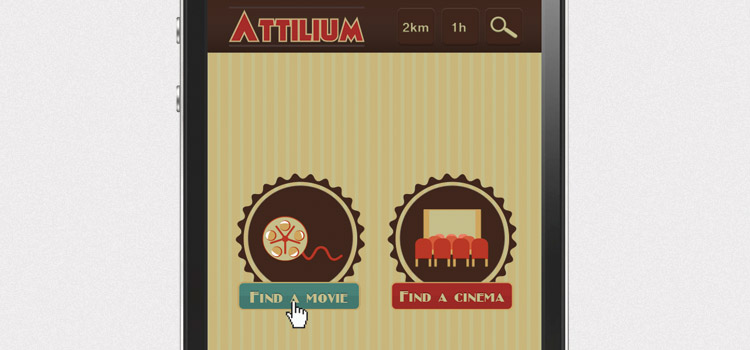 ATTILIUM
2km
1h
FIND A MOVIE
FIND A CINEMA